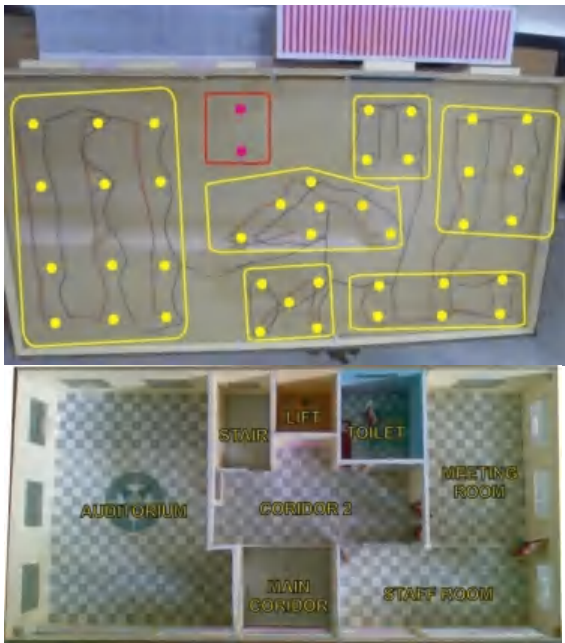 STAIR
LIFT
TOILET
MEETING
ROOM
AUDITORIUM
CORIDOR 2
MAIN
CORIDOR
STAFF ROOM